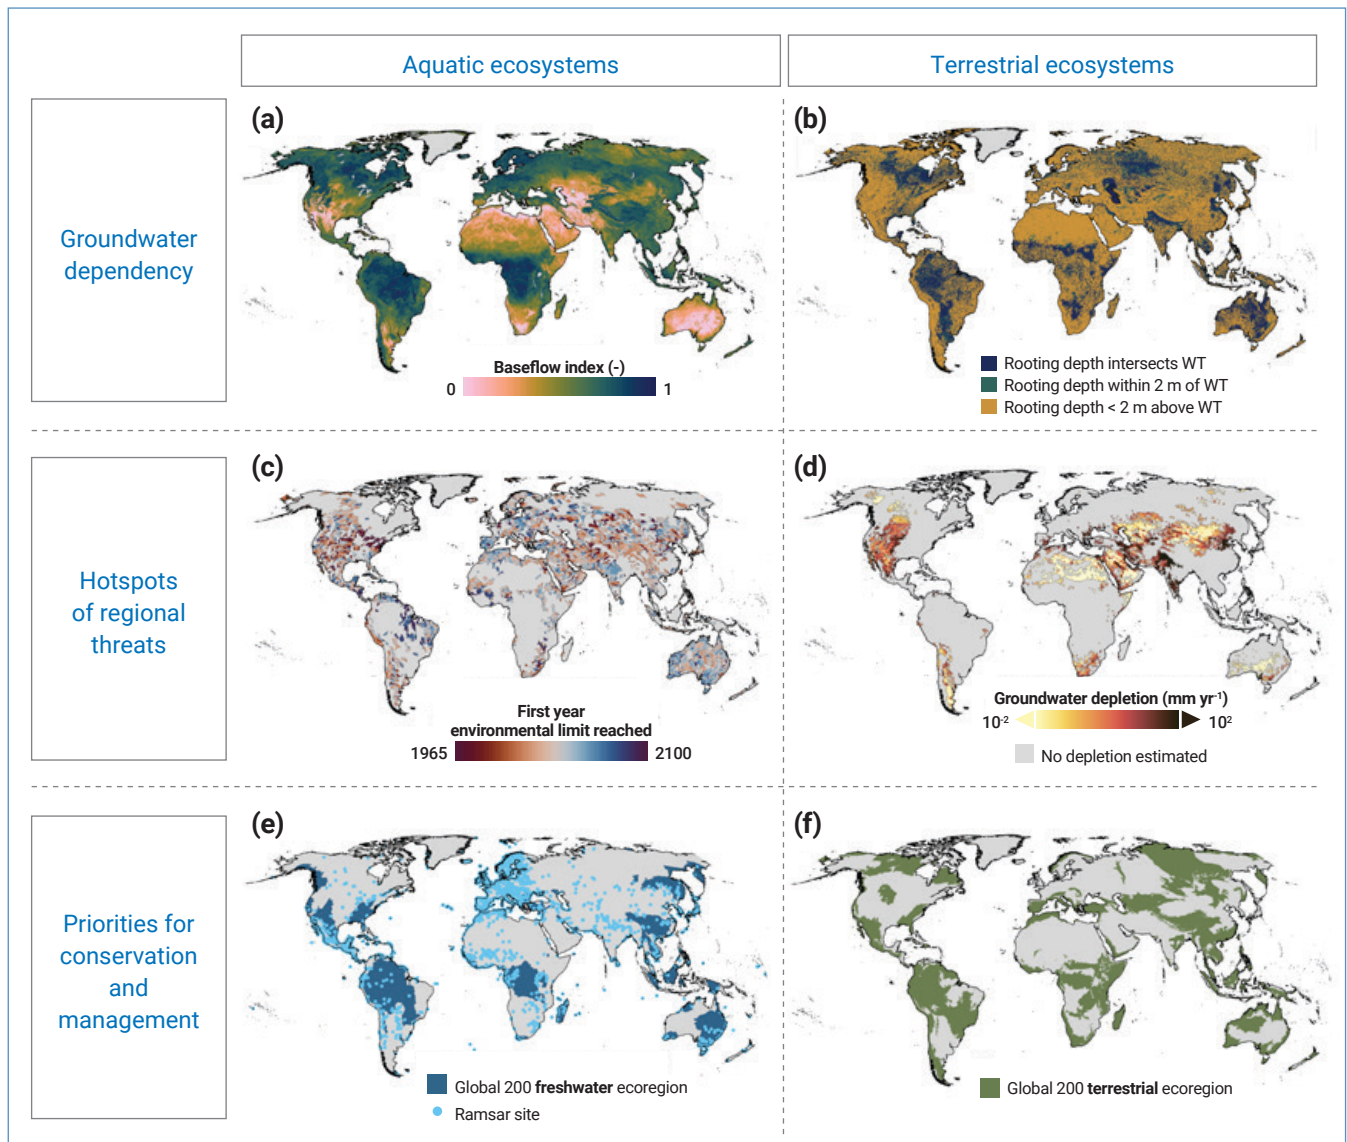 Aquatic ecosystems
Terrestrial ecosystems
Groundwater
dependency
(a)
Baseflow index (-)
0
1
(b)
Rooting depth intersects WT
Rooting depth within 2 m of WT
Rooting depth < 2 m above WT
Hotspots
of regional
threats
(c)
First year
environmental limit reached
1965
2100
(d)
Groundwater depletion (mm yr⁻¹)
10⁻²
10²
No depletion estimated
Priorities for
conservation
and
management
(e)
Global 200 freshwater ecoregion
Ramsar site
(f)
Global 200 terrestrial ecoregion